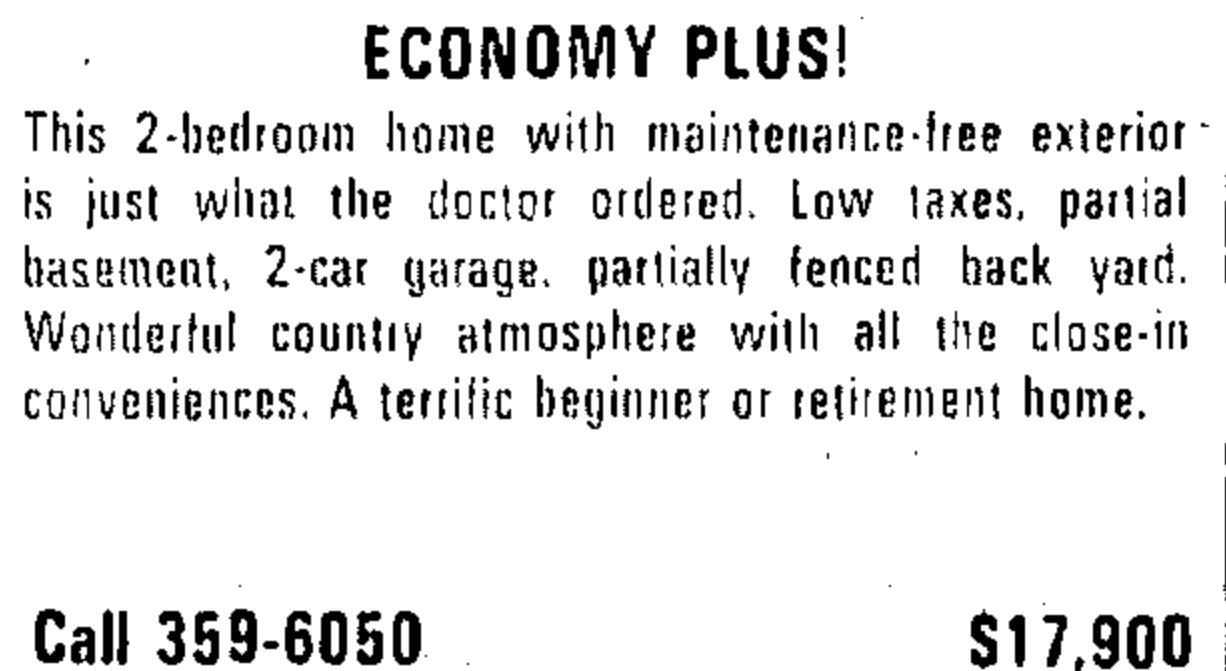 ECONOMY PLUS!
This 2-bedroom home with maintenance-free exterior
is just what the doctor ordered. Low taxes, partial
basement, 2-car garage, partially fenced back yard.
Wonderful country atmosphere with all the close-in
conveniences. A terrific beginner or retirement home.
Call 359-6050
$17,900